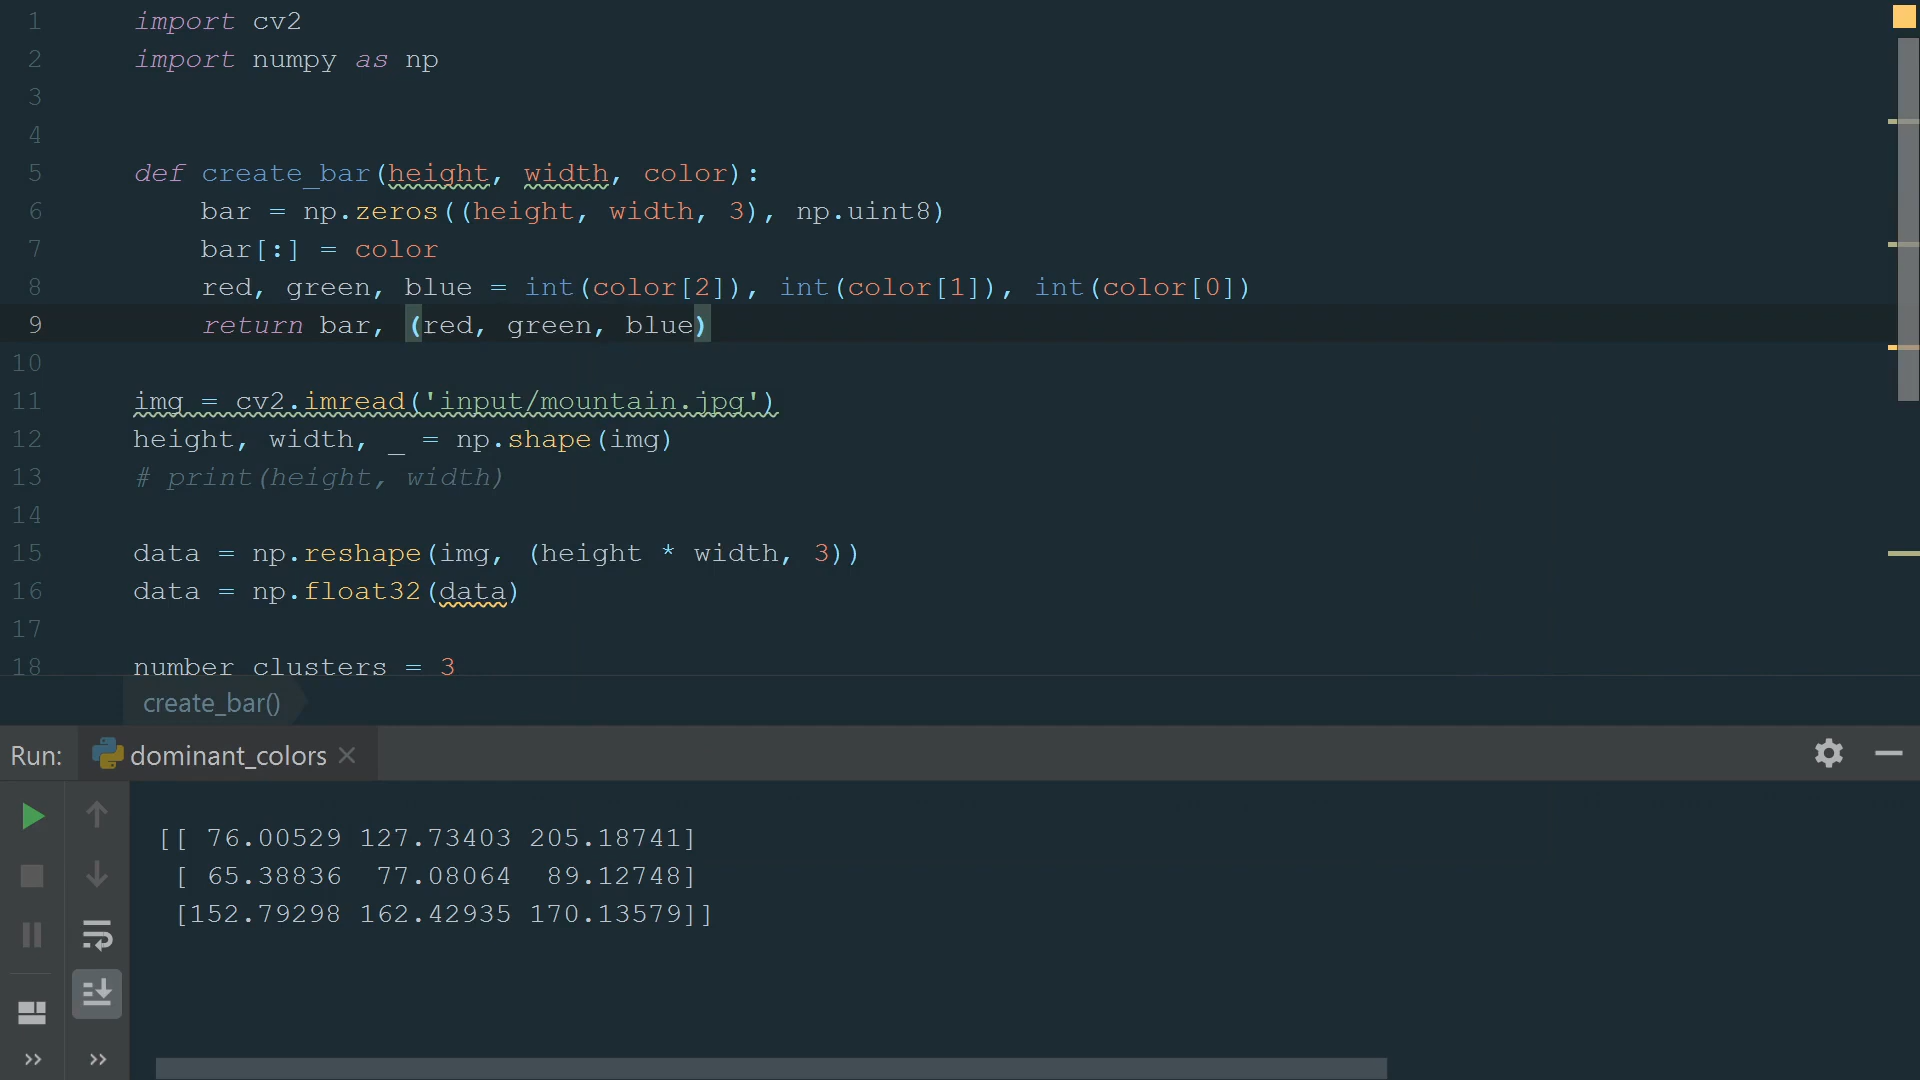 1 import cv2
2 import numpy as np
3
4
5 def create_bar(height, width, color):
6 bar = np.zeros((height, width, 3), np.uint8)
7 bar[:] = color
8 red, green, blue = int(color[2]), int(color[1]), int(color[0])
9 return bar, (red, green, blue)
10
11 img = cv2.imread('input/mountain.jpg')
12 height, width, _ = np.shape(img)
13 # print(height, width)
14
15 data = np.reshape(img, (height * width, 3))
16 data = np.float32(data)
17
18 number_clusters = 3
create_bar()
Run: dominant_colors
[[ 76.00529 127.73403 205.18741]
[ 65.38836 77.08064 89.12748]
[152.79298 162.42935 170.13579]]